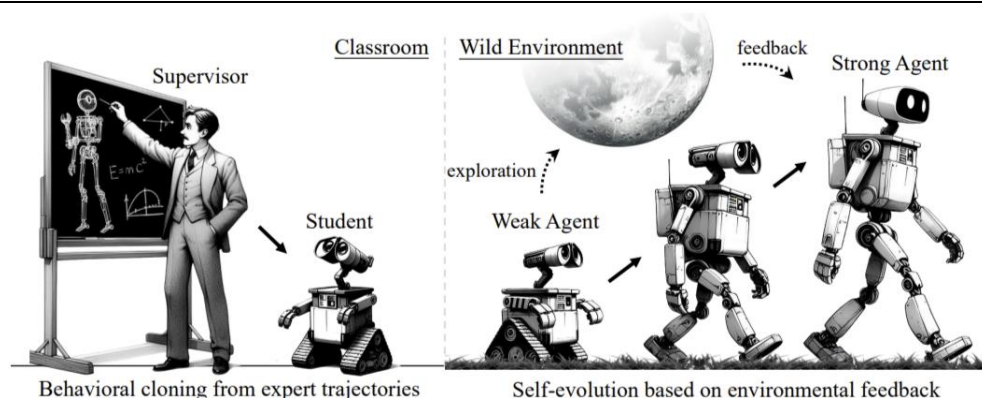 Classroom
Supervisor
E=mc²
Student
Behavioral cloning from expert trajectories
Wild Environment
feedback
Strong Agent
exploration
Weak Agent
Self-evolution based on environmental feedback